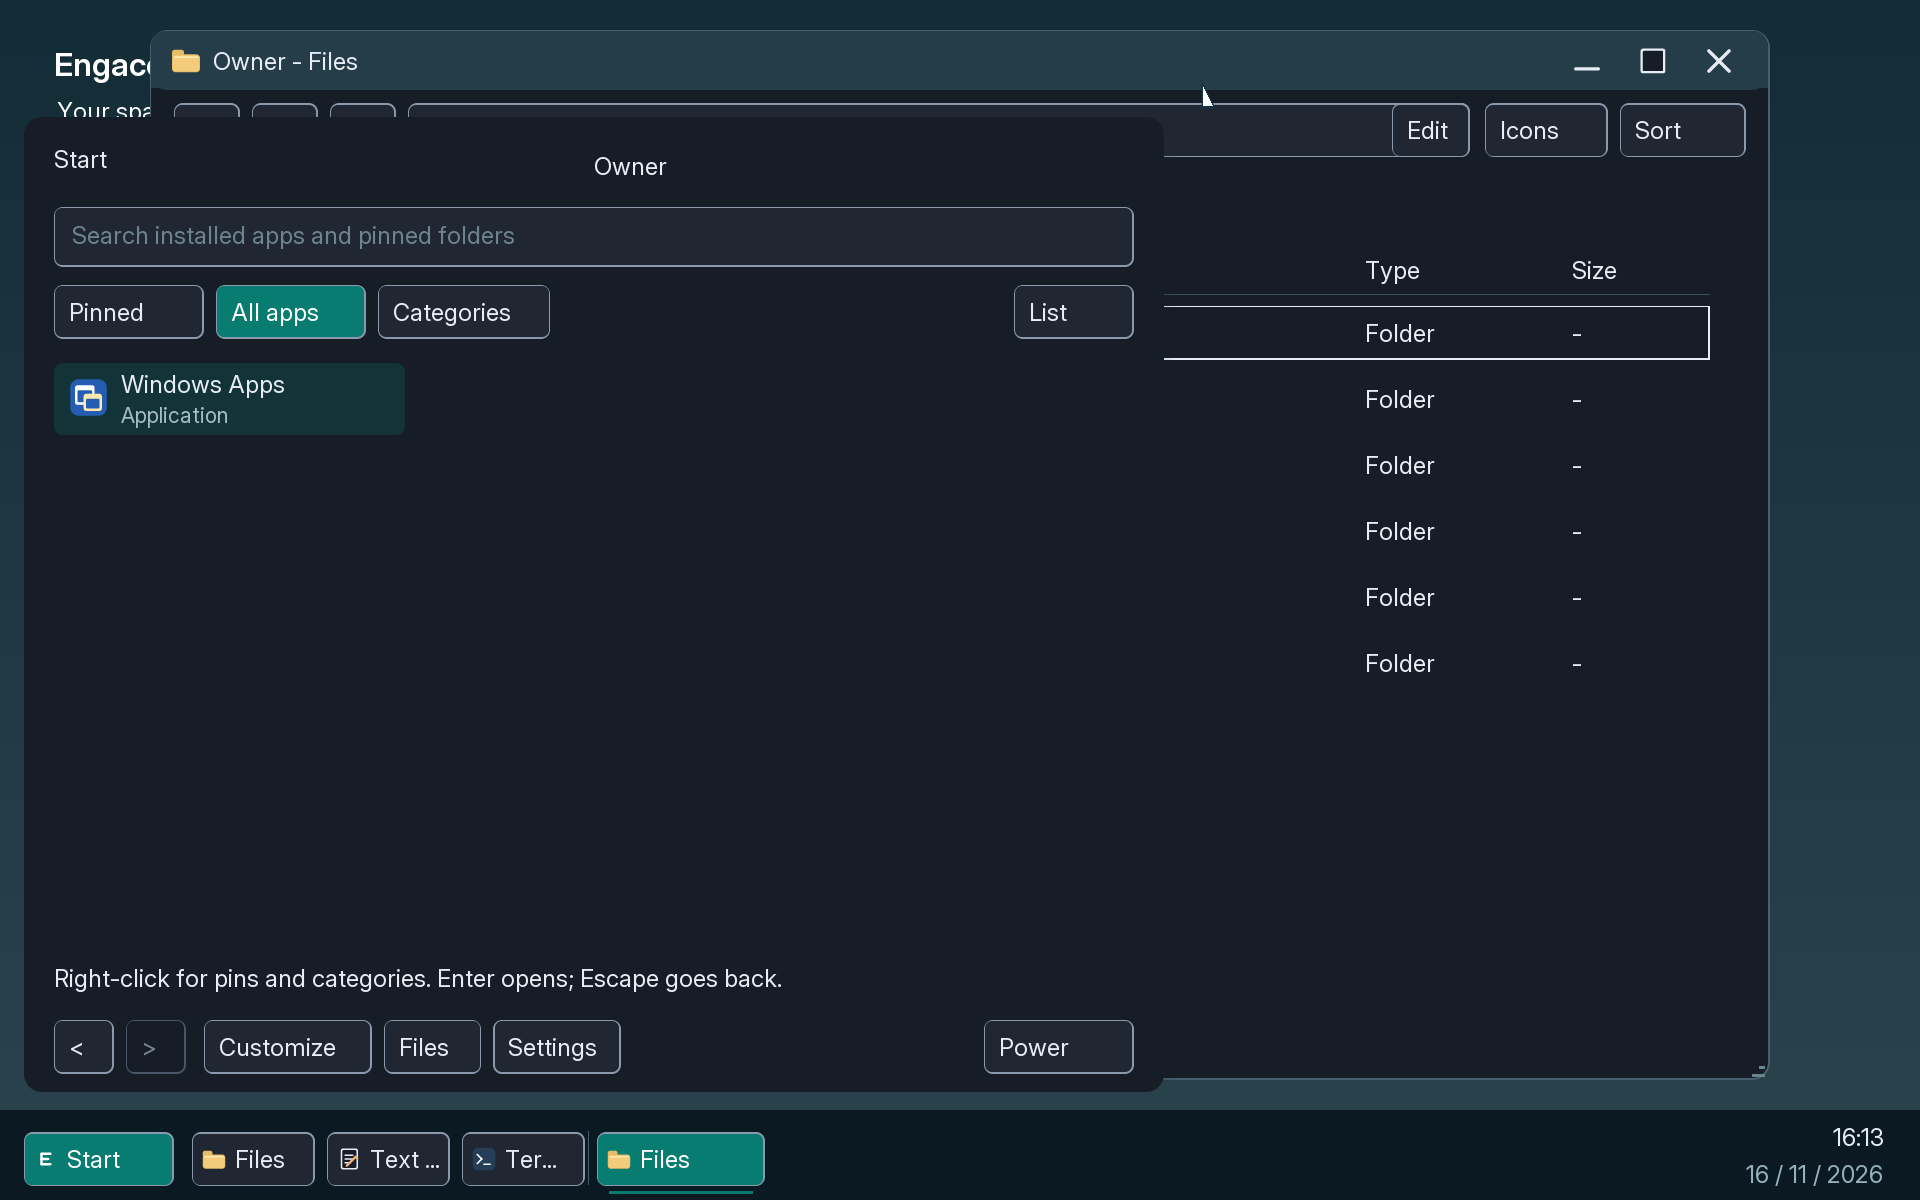 Owner - Files
Your spa
Edit
Icons
Sort
Start
Owner
Search installed apps and pinned folders
Pinned
All apps
Categories
List
Type
Size
Windows Apps
Application
Folder -
Folder -
Folder -
Folder -
Folder -
Folder -
Right-click for pins and categories. Enter opens; Escape goes back.
<
>
Customize
Files
Settings
Power
E Start
Files
Text ...
Ter...
Files
16:13
16 / 11 / 2026